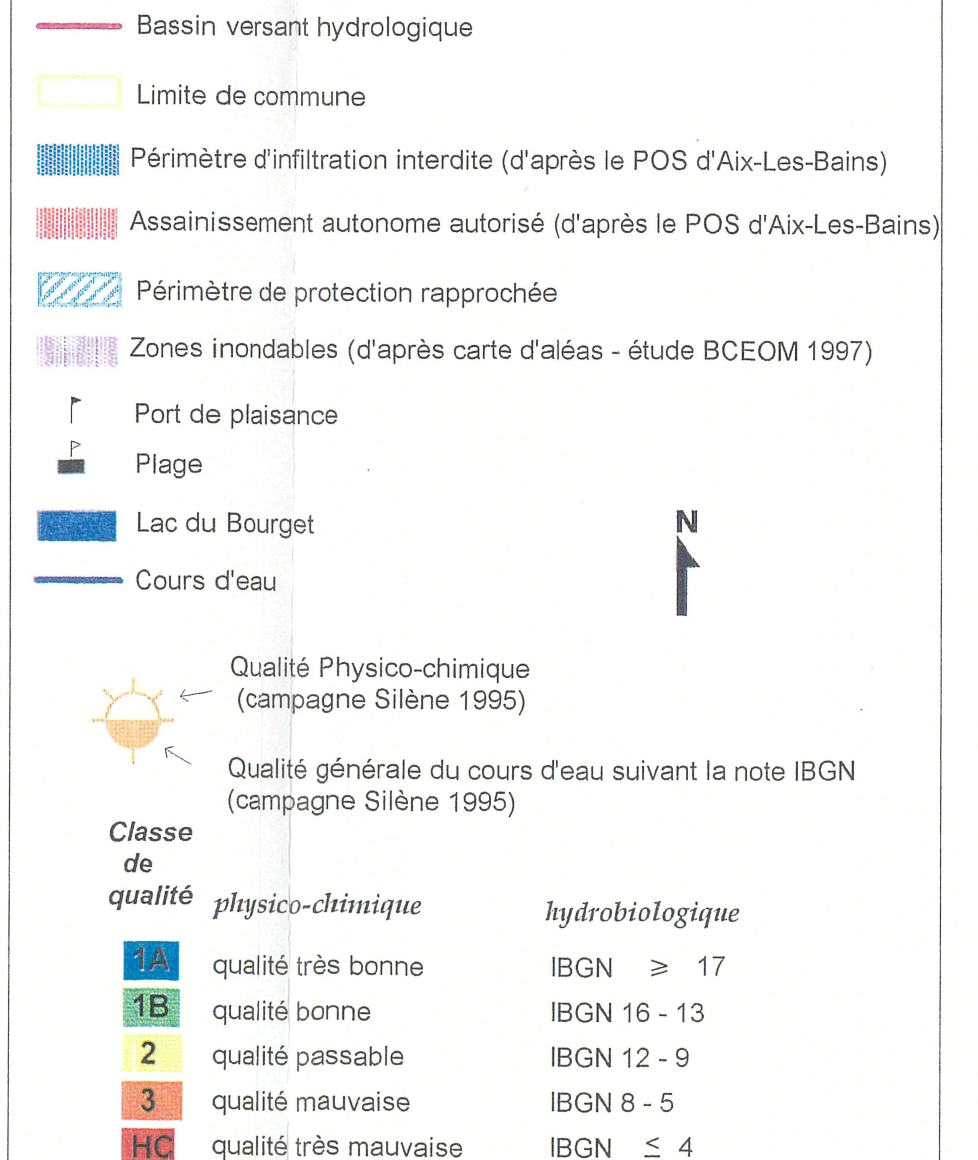 Bassin versant hydrologique
Limite de commune
Périmètre d'infiltration interdite (d'après le POS d'Aix-Les-Bains)
Assainissement autonome autorisé (d'après le POS d'Aix-Les-Bains)
Périmètre de protection rapprochée
Zones inondables (d'après carte d'aléas - étude BCEOM 1997)
Port de plaisance
Plage
Lac du Bourget
N
Cours d'eau
Qualité Physico-chimique
(campagne Silène 1995)
Qualité générale du cours d'eau suivant la note IBGN
(campagne Silène 1995)
Classe
de
qualité physico-chimique hydrobiologique
1A qualité très bonne IBGN ≥ 17
1B qualité bonne IBGN 16 - 13
2 qualité passable IBGN 12 - 9
3 qualité mauvaise IBGN 8 - 5
HC qualité très mauvaise IBGN ≤ 4